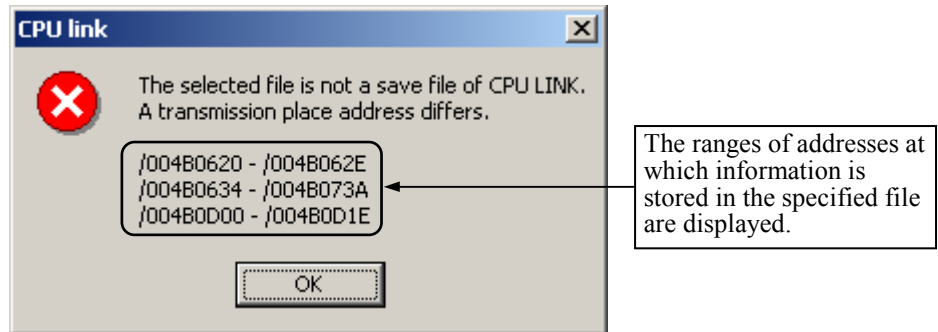 CPU link
The selected file is not a save file of CPU LINK.
A transmission place address differs.
/004B0620 - /004B062E
/004B0634 - /004B073A
/004B0D00 - /004B0D1E
OK
The ranges of addresses at
which information is
stored in the specified file
are displayed.